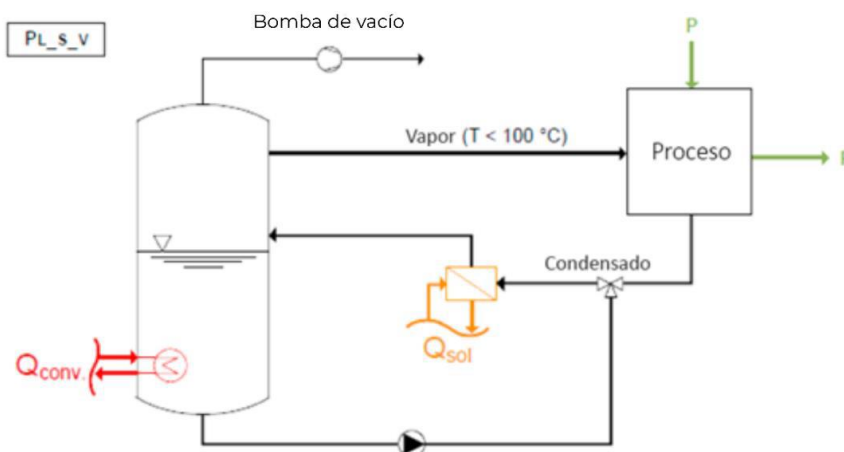 Bomba de vacío
PL_S_V
P
Vapor (T < 100 °C)
Proceso
Condensado
Qsol
Qconv.